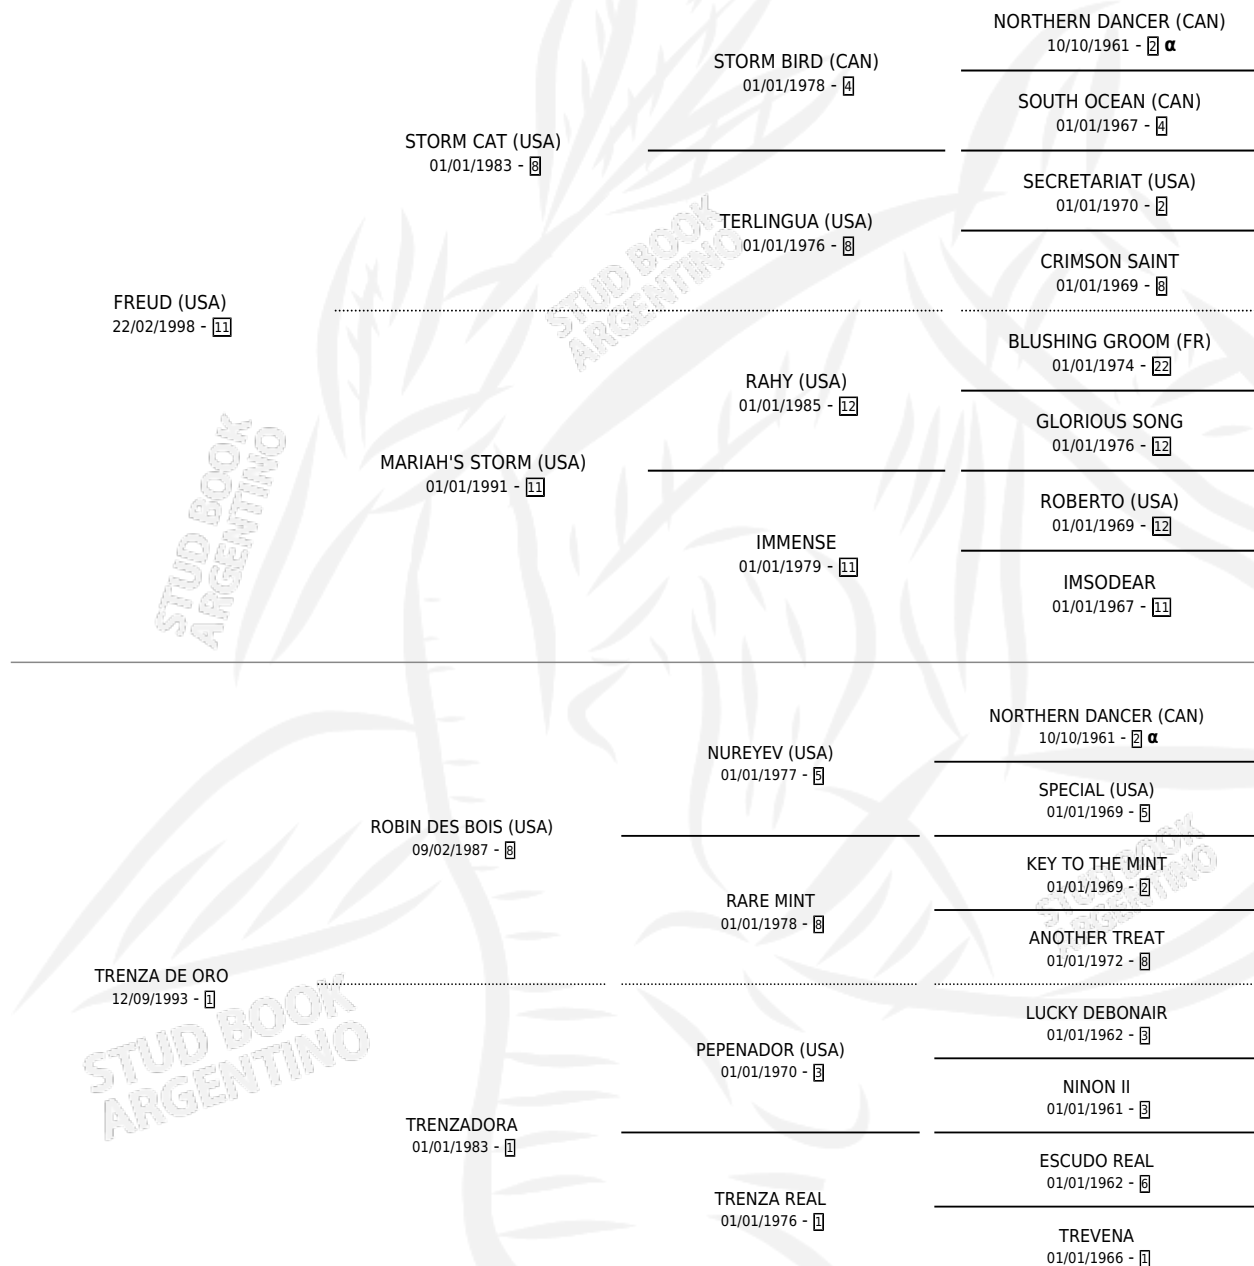 NORTHERN DANCER (CAN)
10/10/1961 - 2 α
STORM BIRD (CAN)
01/01/1978 - 4
SOUTH OCEAN (CAN)
01/01/1967 - 4
STORM CAT (USA)
01/01/1983 - 8
SECRETARIAT (USA)
01/01/1970 - 2
TERLINGUA (USA)
01/01/1976 - 8
CRIMSON SAINT
01/01/1969 - 8
FREUD (USA)
22/02/1998 - 11
BLUSHING GROOM (FR)
01/01/1974 - 22
RAHY (USA)
01/01/1985 - 12
GLORIOUS SONG
01/01/1976 - 12
MARIAH'S STORM (USA)
01/01/1991 - 11
ROBERTO (USA)
01/01/1969 - 12
IMMENSE
01/01/1979 - 11
IMSODEAR
01/01/1967 - 11
NORTHERN DANCER (CAN)
10/10/1961 - 2 α
NUREYEV (USA)
01/01/1977 - 5
SPECIAL (USA)
01/01/1969 - 5
ROBIN DES BOIS (USA)
09/02/1987 - 8
KEY TO THE MINT
01/01/1969 - 2
RARE MINT
01/01/1978 - 8
ANOTHER TREAT
01/01/1972 - 8
TRENZA DE ORO
12/09/1993 - 1
LUCKY DEBONAIR
01/01/1962 - 3
PEPENADOR (USA)
01/01/1970 - 3
NINON II
01/01/1961 - 3
TRENZADORA
01/01/1983 - 1
ESCUDO REAL
01/01/1962 - 6
TRENZA REAL
01/01/1976 - 1
TREVENA
01/01/1966 - 1
STUD BOOK
ARGENTINO
STUD BOOK
ARGENTINO
STUD BOOK
ARGENTINO
STUD BOOK
ARGENTINO